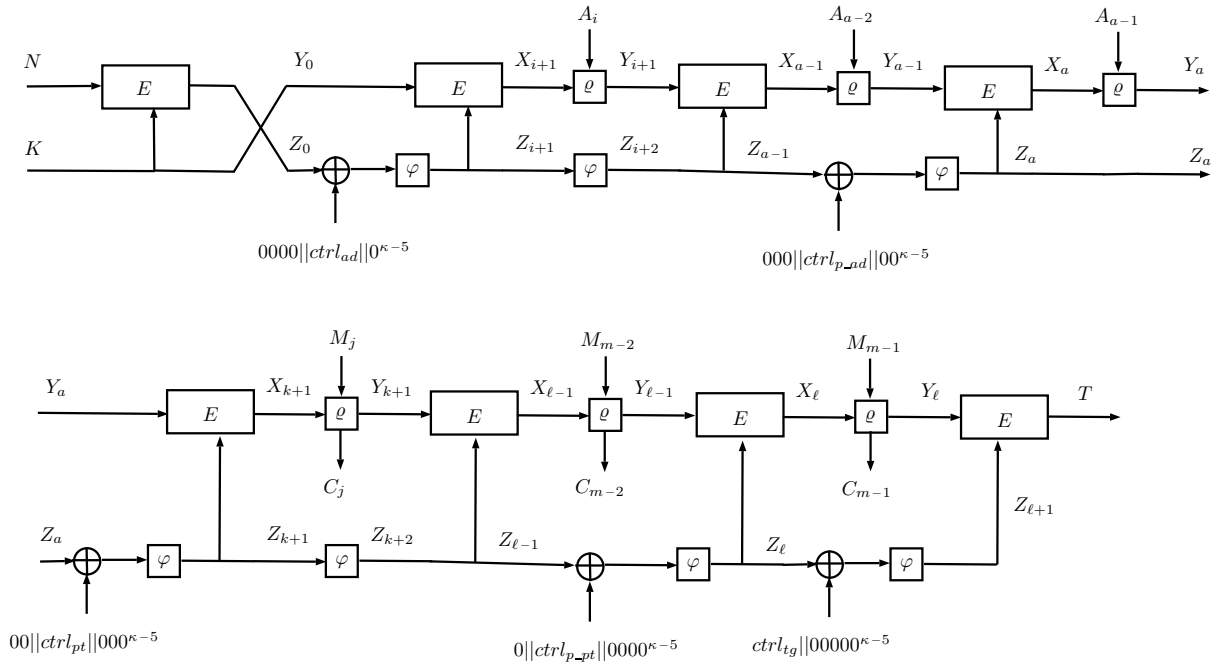 A_i A_{a-2} A_{a-1}
N Y_0 X_{i+1} Y_{i+1} X_{a-1} Y_{a-1} X_a Y_a
E E ϱ E ϱ E ϱ
K Z_0 Z_{i+1} Z_{i+2} Z_{a-1} Z_a Z_a
φ φ φ
0000||ctrl_{ad}||0^{κ-5} 000||ctrl_{p_ad}||00^{κ-5}
M_j M_{m-2} M_{m-1}
Y_a X_{k+1} Y_{k+1} X_{ℓ-1} Y_{ℓ-1} X_ℓ Y_ℓ T
E ϱ E ϱ E ϱ E
C_j C_{m-2} C_{m-1}
Z_a Z_{k+1} Z_{k+2} Z_{ℓ-1} Z_ℓ Z_{ℓ+1}
φ φ φ φ
00||ctrl_{pt}||000^{κ-5} 0||ctrl_{p_pt}||0000^{κ-5} ctrl_{tg}||00000^{κ-5}